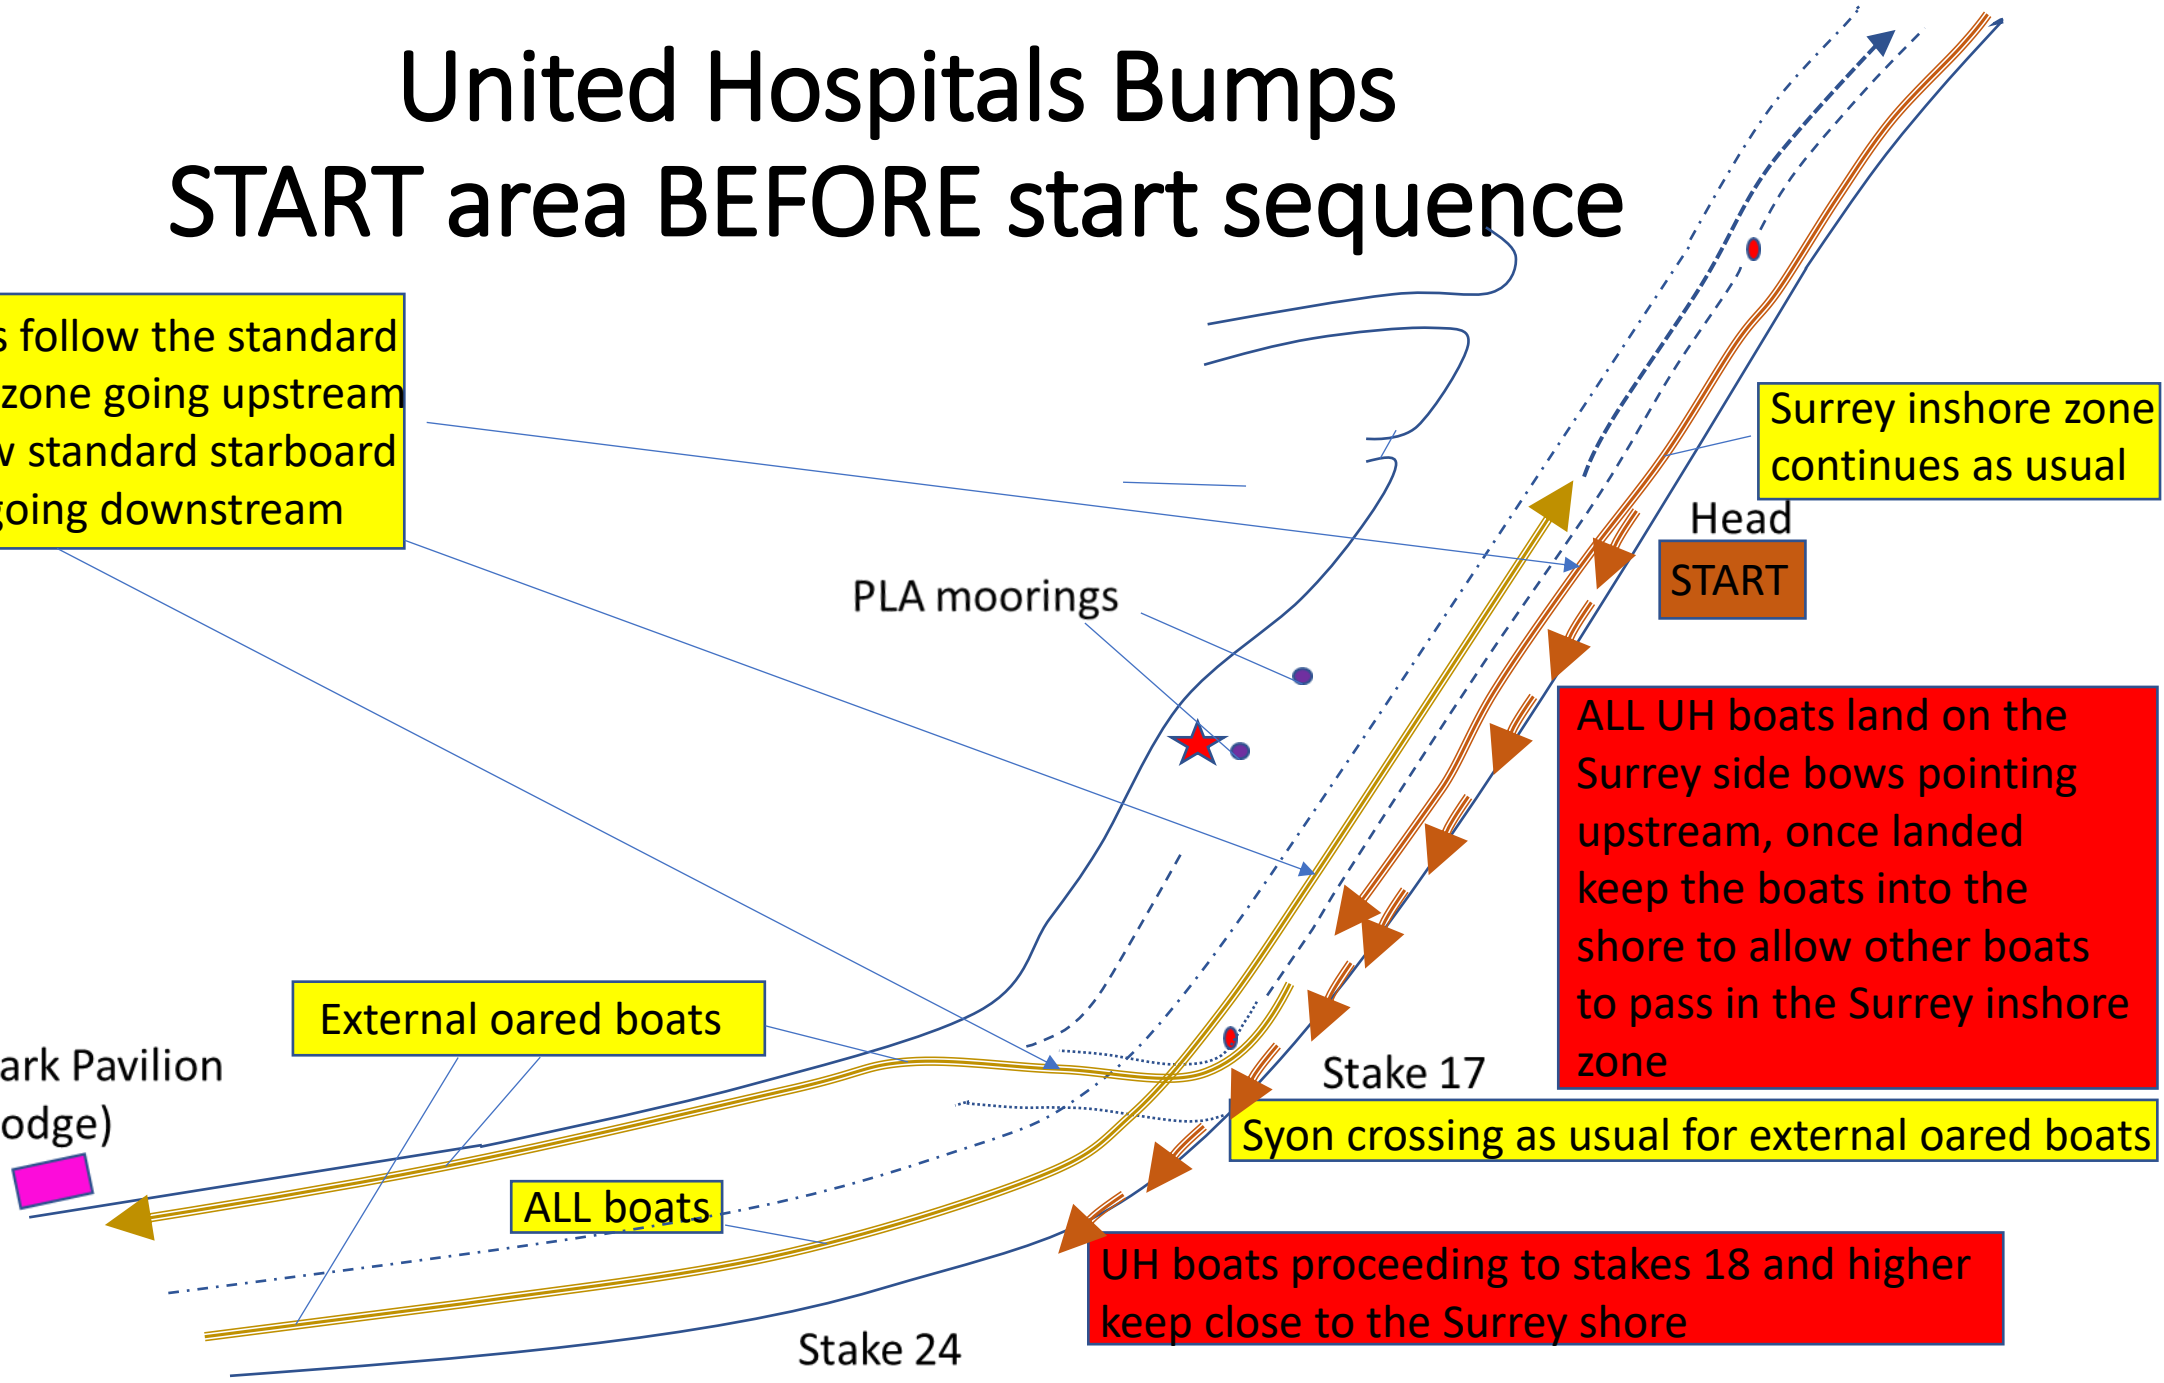 United Hospitals Bumps
START area BEFORE start sequence
follow the standard
zone going upstream
standard starboard
going downstream
Surrey inshore zone
continues as usual
Head
START
PLA moorings
ALL UH boats land on the
Surrey side bows pointing
upstream, once landed
keep the boats into the
shore to allow other boats
to pass in the Surrey inshore
zone
External oared boats
ark Pavilion
odge)
Stake 17
Syon crossing as usual for external oared boats
ALL boats
UH boats proceeding to stakes 18 and higher
keep close to the Surrey shore
Stake 24